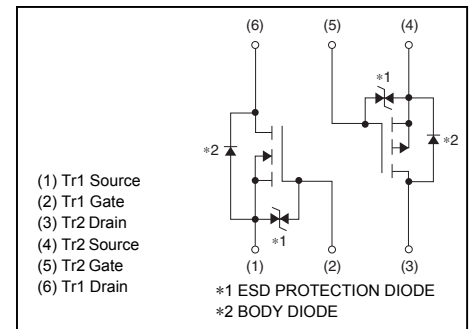 (6) (5) (4)
∗1
∗2 ∗2
(1) Tr1 Source
(2) Tr1 Gate
(3) Tr2 Drain
(4) Tr2 Source
(5) Tr2 Gate
(6) Tr1 Drain
∗1
(1) (2) (3)
∗1 ESD PROTECTION DIODE
∗2 BODY DIODE